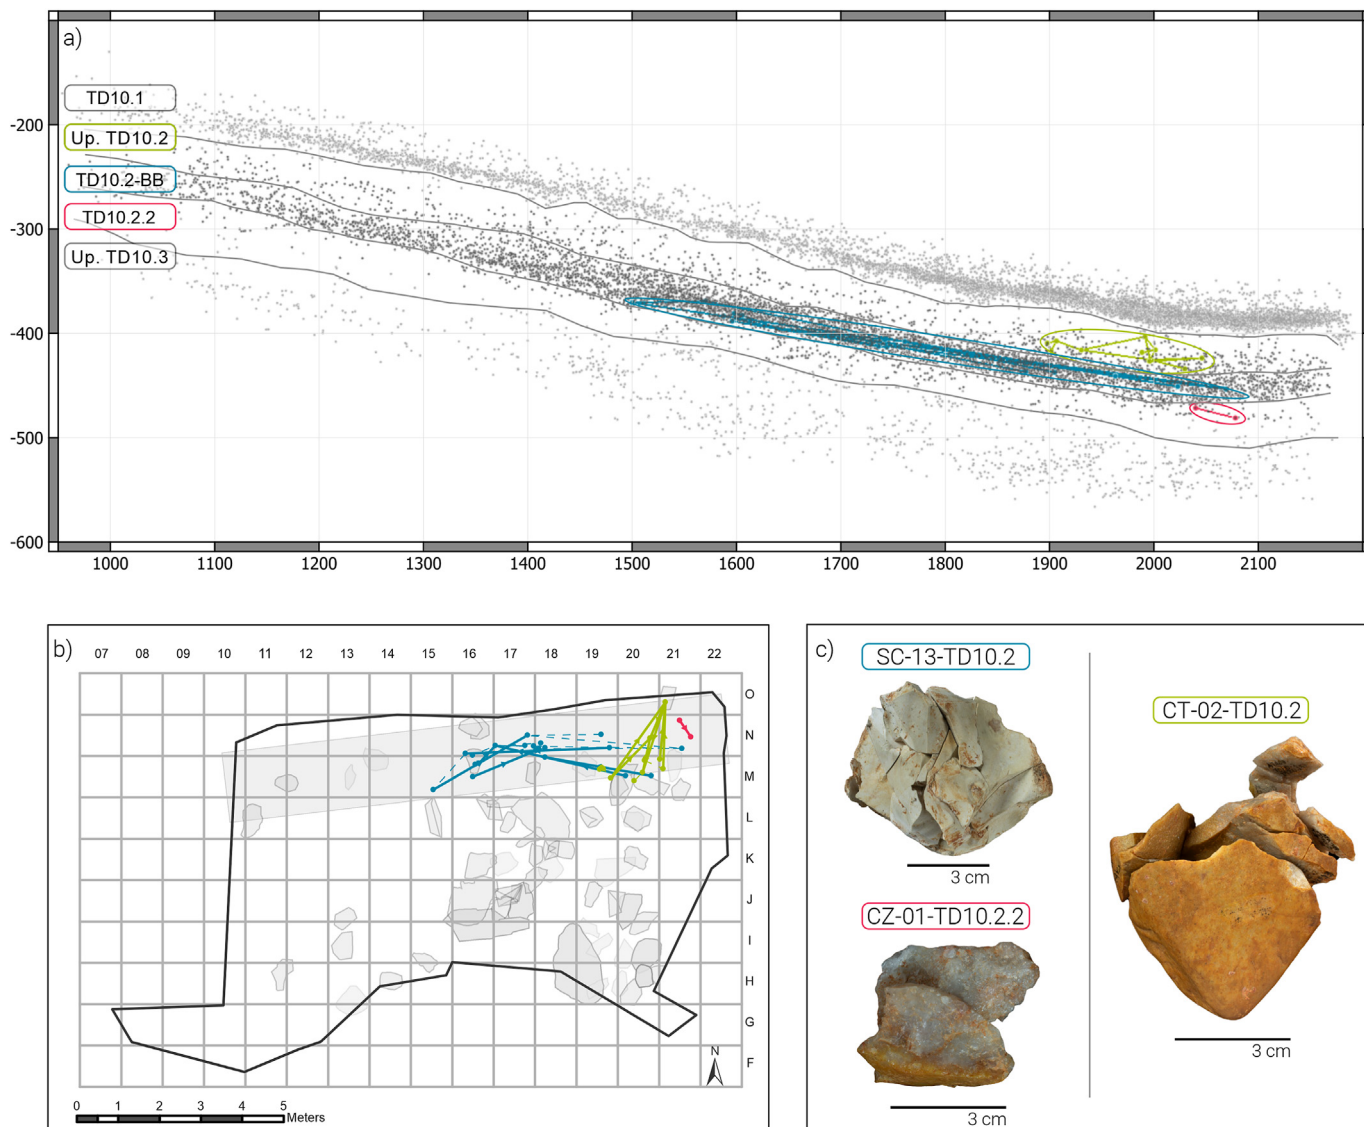 a)
TD10.1
Up. TD10.2
TD10.2-BB
TD10.2.2
Up. TD10.3
-200
-300
-400
-500
-600
1000 1100 1200 1300 1400 1500 1600 1700 1800 1900 2000 2100
b)
07 08 09 10 11 12 13 14 15 16 17 18 19 20 21 22
O
N
M
L
K
J
I
H
G
F
N
0 1 2 3 4 5
Meters
c)
SC-13-TD10.2
3 cm
CZ-01-TD10.2.2
3 cm
CT-02-TD10.2
3 cm